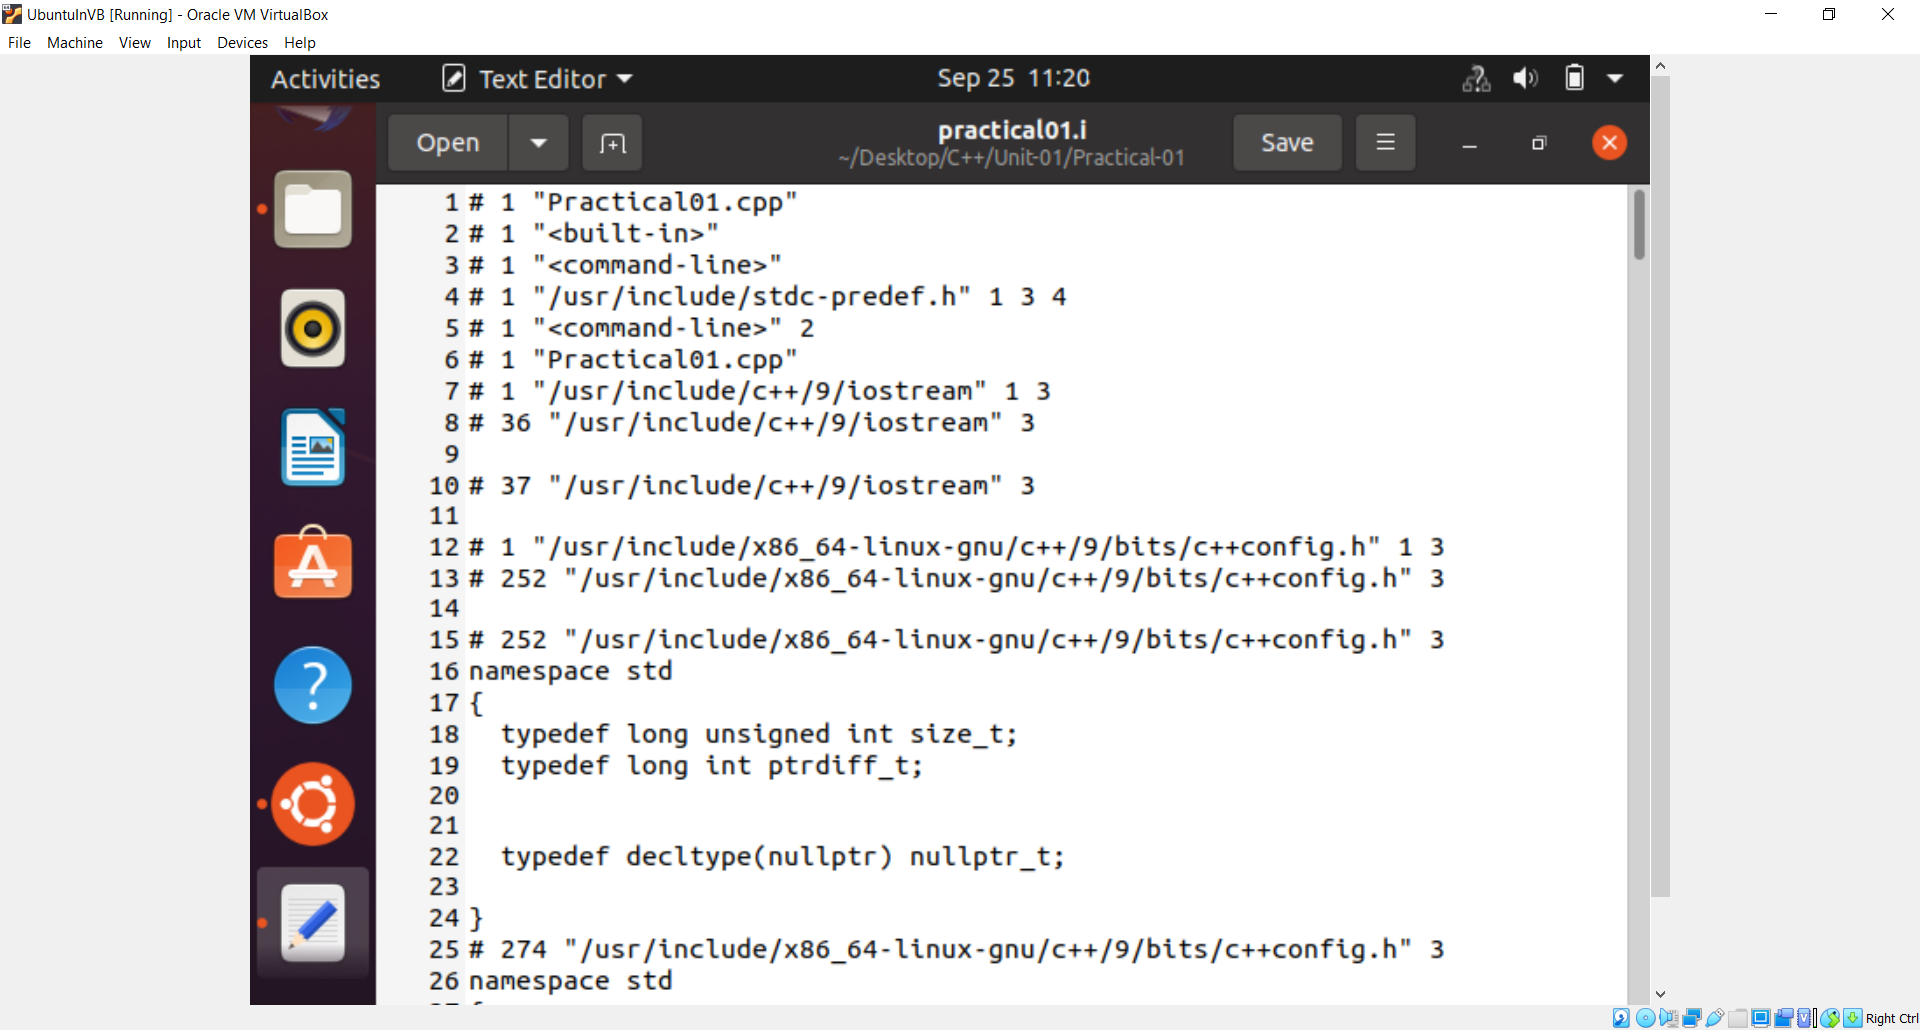 UbuntuInVB [Running] - Oracle VM VirtualBox
File Machine View Input Devices Help
Activities Text Editor Sep 25 11:20
Open practical01.i Save
~/Desktop/C++/Unit-01/Practical-01
1 # 1 "Practical01.cpp"
2 # 1 "<built-in>"
3 # 1 "<command-line>"
4 # 1 "/usr/include/stdc-predef.h" 1 3 4
5 # 1 "<command-line>" 2
6 # 1 "Practical01.cpp"
7 # 1 "/usr/include/c++/9/iostream" 1 3
8 # 36 "/usr/include/c++/9/iostream" 3
9
10 # 37 "/usr/include/c++/9/iostream" 3
11
12 # 1 "/usr/include/x86_64-linux-gnu/c++/9/bits/c++config.h" 1 3
13 # 252 "/usr/include/x86_64-linux-gnu/c++/9/bits/c++config.h" 3
14
15 # 252 "/usr/include/x86_64-linux-gnu/c++/9/bits/c++config.h" 3
16 namespace std
17 {
18   typedef long unsigned int size_t;
19   typedef long int ptrdiff_t;
20
21
22   typedef decltype(nullptr) nullptr_t;
23
24 }
25 # 274 "/usr/include/x86_64-linux-gnu/c++/9/bits/c++config.h" 3
26 namespace std
Right Ctrl